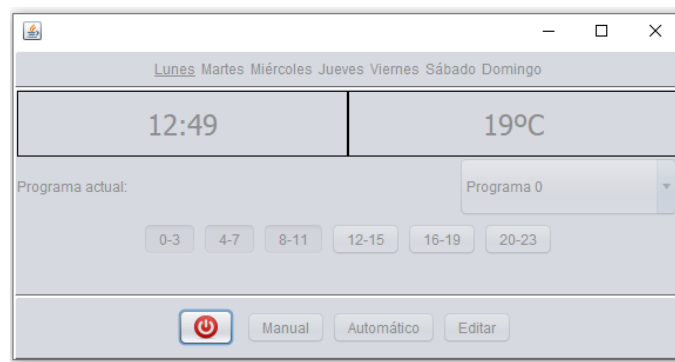 Lunes Martes Miércoles Jueves Viernes Sábado Domingo
12:49 19ºC
Programa actual: Programa 0
0-3 4-7 8-11 12-15 16-19 20-23
Manual Automático Editar